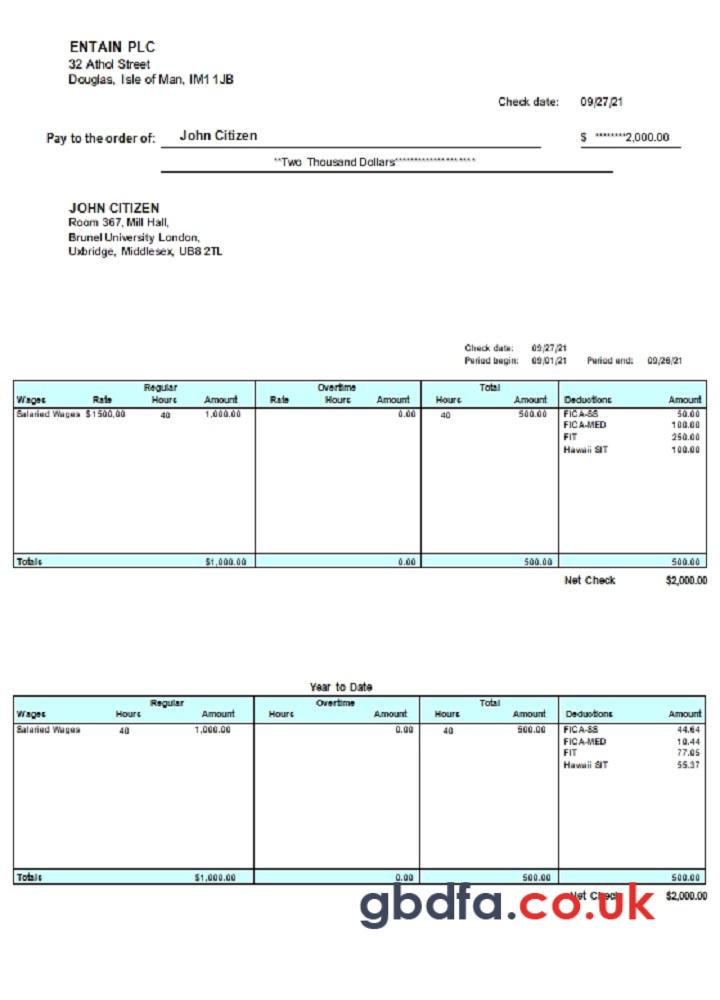 ENTAIN PLC
32 Athol Street
Douglas, Isle of Man, IM1 1JB
Check date: 09/27/21
Pay to the order of: John Citizen $ ********2,000.00
**Two Thousand Dollars********************
JOHN CITIZEN
Room 367, Mill Hall,
Brunel University London,
Uxbridge, Middlesex, UB8 2TL
Check date: 09/27/21
Period begin: 09/01/21 Period end: 09/26/21
Regular Overtime Total
Wages Rate Hours Amount Rate Hours Amount Hours Amount Deductions Amount
Salaried Wages $1500.00 40 1,000.00 0.00 40 500.00 FICA-SS 50.00
FICA-MED 100.00
FIT 250.00
Hawaii SIT 100.00
Totals $1,000.00 0.00 500.00 500.00
Net Check $2,000.00
Year to Date
Regular Overtime Total
Wages Hours Amount Hours Amount Hours Amount Deductions Amount
Salaried Wages 40 1,000.00 0.00 40 500.00 FICA-SS 44.64
FICA-MED 10.44
FIT 77.05
Hawaii SIT 55.37
Totals $1,000.00 0.00 500.00 500.00
Net Check $2,000.00
gbdfa.co.uk